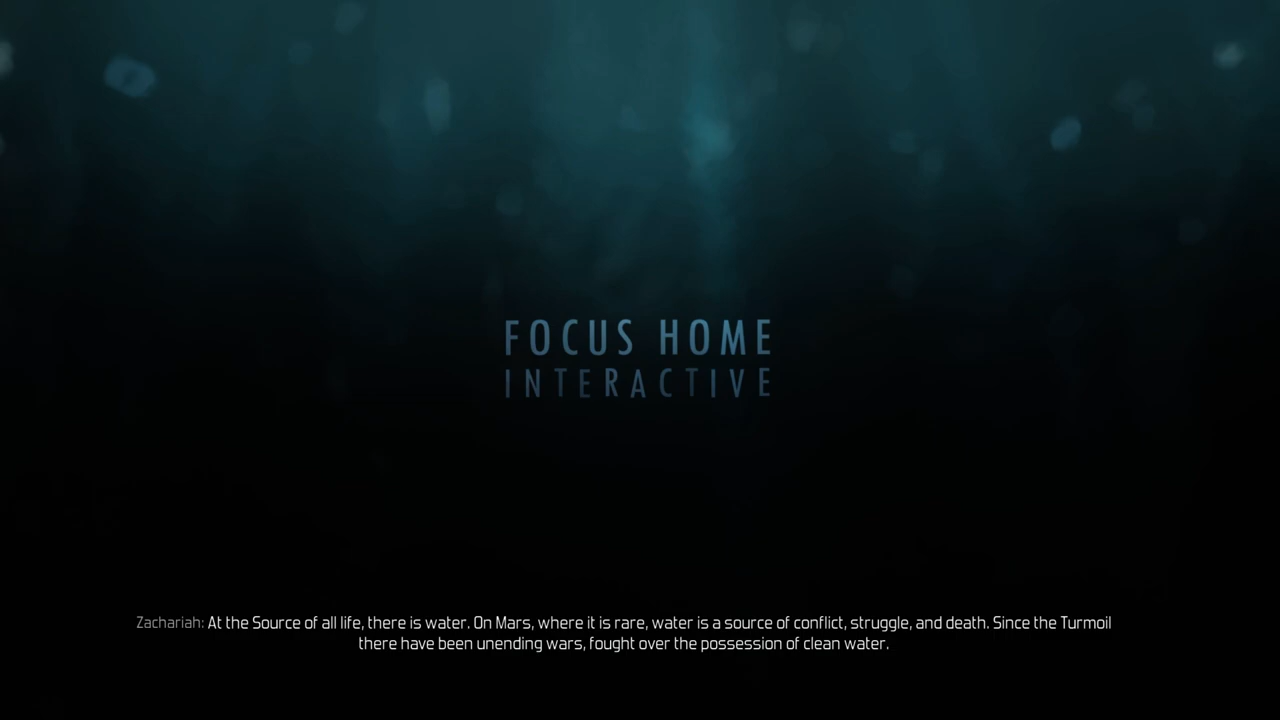 FOCUS HOME
INTERACTIVE
Zachariah: At the Source of all life, there is water. On Mars, where it is rare, water is a source of conflict, struggle, and death. Since the Turmoil
there have been unending wars, fought over the possession of clean water.